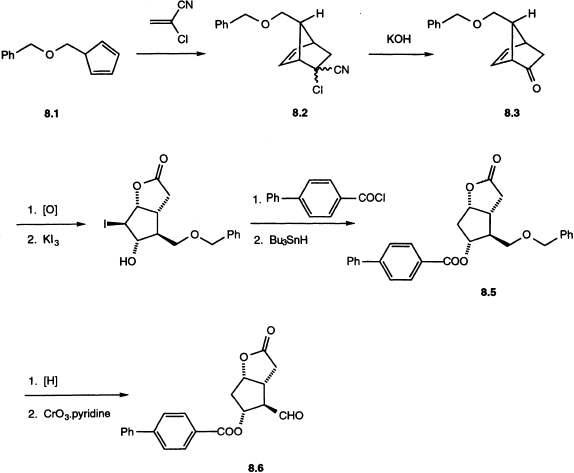 Ph O 8.1
CN Cl
Ph O H CN Cl 8.2
KOH
Ph O H O 8.3
1. [O]
2. KI3
O O I HO O Ph
1. Ph COCl
2. Bu3SnH
O O Ph COO O Ph
8.5
1. [H]
2. CrO3.pyridine
O O Ph COO CHO
8.6